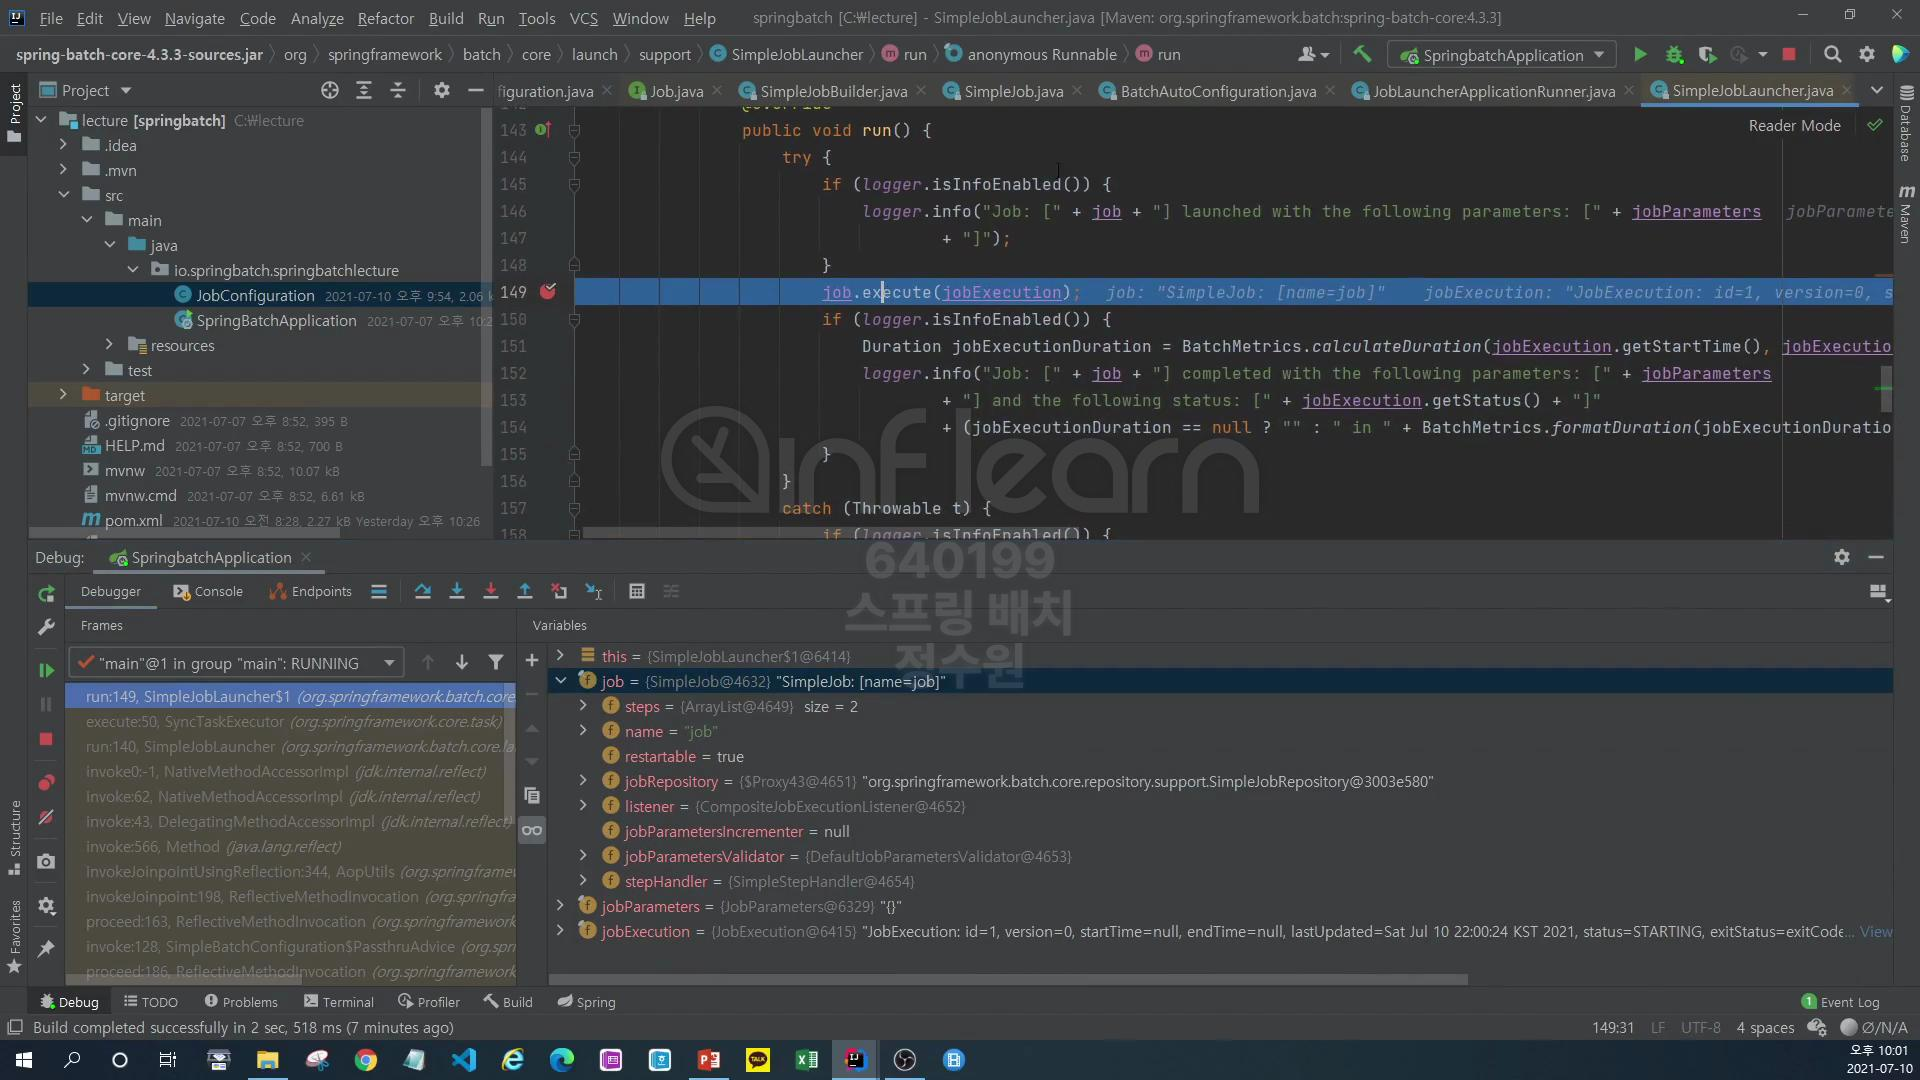 File Edit View Navigate Code Analyze Refactor Build Run Tools VCS Window Help springbatch [C:₩lecture] - SimpleJobLauncher.java [Maven: org.springframework.batch:spring-batch-core:4.3.3]
spring-batch-core-4.3.3-sources.jar org springframework batch core launch support SimpleJobLauncher run anonymous Runnable run SpringbatchApplication
Project figuration.java Job.java SimpleJobBuilder.java SimpleJob.java BatchAutoConfiguration.java JobLauncherApplicationRunner.java SimpleJobLauncher.java
Project
Database
Maven
Structure
Favorites
Reader Mode
lecture [springbatch] C:₩lecture
.idea
.mvn
src
main
java
io.springbatch.springbatchlecture
JobConfiguration 2021-07-10 오후 9:54, 2.06 k
SpringBatchApplication 2021-07-07 오후 10:2
resources
test
target
.gitignore 2021-07-07 오후 8:52, 395 B
HELP.md 2021-07-07 오후 8:52, 700 B
mvnw 2021-07-07 오후 8:52, 10.07 kB
mvnw.cmd 2021-07-07 오후 8:52, 6.61 kB
pom.xml 2021-07-10 오전 8:28, 2.27 kB Yesterday 오후 10:26
@Override
143 public void run() {
144 try {
145 if (logger.isInfoEnabled()) {
146 logger.info("Job: [" + job + "] launched with the following parameters: [" + jobParameters jobParamete
147 + "]");
148 }
149 job.execute(jobExecution); job: "SimpleJob: [name=job]" jobExecution: "JobExecution: id=1, version=0, s
150 if (logger.isInfoEnabled()) {
151 Duration jobExecutionDuration = BatchMetrics.calculateDuration(jobExecution.getStartTime(), jobExecutio
152 logger.info("Job: [" + job + "] completed with the following parameters: [" + jobParameters
153 + "] and the following status: [" + jobExecution.getStatus() + "]"
154 + (jobExecutionDuration == null ? "" : " in " + BatchMetrics.formatDuration(jobExecutionDuratio
155 }
156 }
157 catch (Throwable t) {
158 if (logger.isInfoEnabled()) {
inflearn
640199
스프링 배치
정수원
Debug: SpringbatchApplication
Debugger Console Endpoints
Frames
Variables
"main"@1 in group "main": RUNNING
run:149, SimpleJobLauncher$1 (org.springframework.batch.core.
execute:50, SyncTaskExecutor (org.springframework.core.task)
run:140, SimpleJobLauncher (org.springframework.batch.core.la
invoke0:-1, NativeMethodAccessorImpl (jdk.internal.reflect)
invoke:62, NativeMethodAccessorImpl (jdk.internal.reflect)
invoke:43, DelegatingMethodAccessorImpl (jdk.internal.reflect)
invoke:566, Method (java.lang.reflect)
invokeJoinpointUsingReflection:344, AopUtils (org.springframew
invokeJoinpoint:198, ReflectiveMethodInvocation (org.springfra
proceed:163, ReflectiveMethodInvocation (org.springframework
invoke:128, SimpleBatchConfiguration$PassthruAdvice (org.spri
proceed:186, ReflectiveMethodInvocation (org.springframework
this = {SimpleJobLauncher$1@6414}
job = {SimpleJob@4632} "SimpleJob: [name=job]"
steps = {ArrayList@4649} size = 2
name = "job"
restartable = true
jobRepository = {$Proxy43@4651} "org.springframework.batch.core.repository.support.SimpleJobRepository@3003e580"
listener = {CompositeJobExecutionListener@4652}
jobParametersIncrementer = null
jobParametersValidator = {DefaultJobParametersValidator@4653}
stepHandler = {SimpleStepHandler@4654}
jobParameters = {JobParameters@6329} "{}"
jobExecution = {JobExecution@6415} "JobExecution: id=1, version=0, startTime=null, endTime=null, lastUpdated=Sat Jul 10 22:00:24 KST 2021, status=STARTING, exitStatus=exitCode... View
Debug TODO Problems Terminal Profiler Build Spring 1 Event Log
Build completed successfully in 2 sec, 518 ms (7 minutes ago) 149:31 LF UTF-8 4 spaces Ø/N/A
오후 10:01
2021-07-10